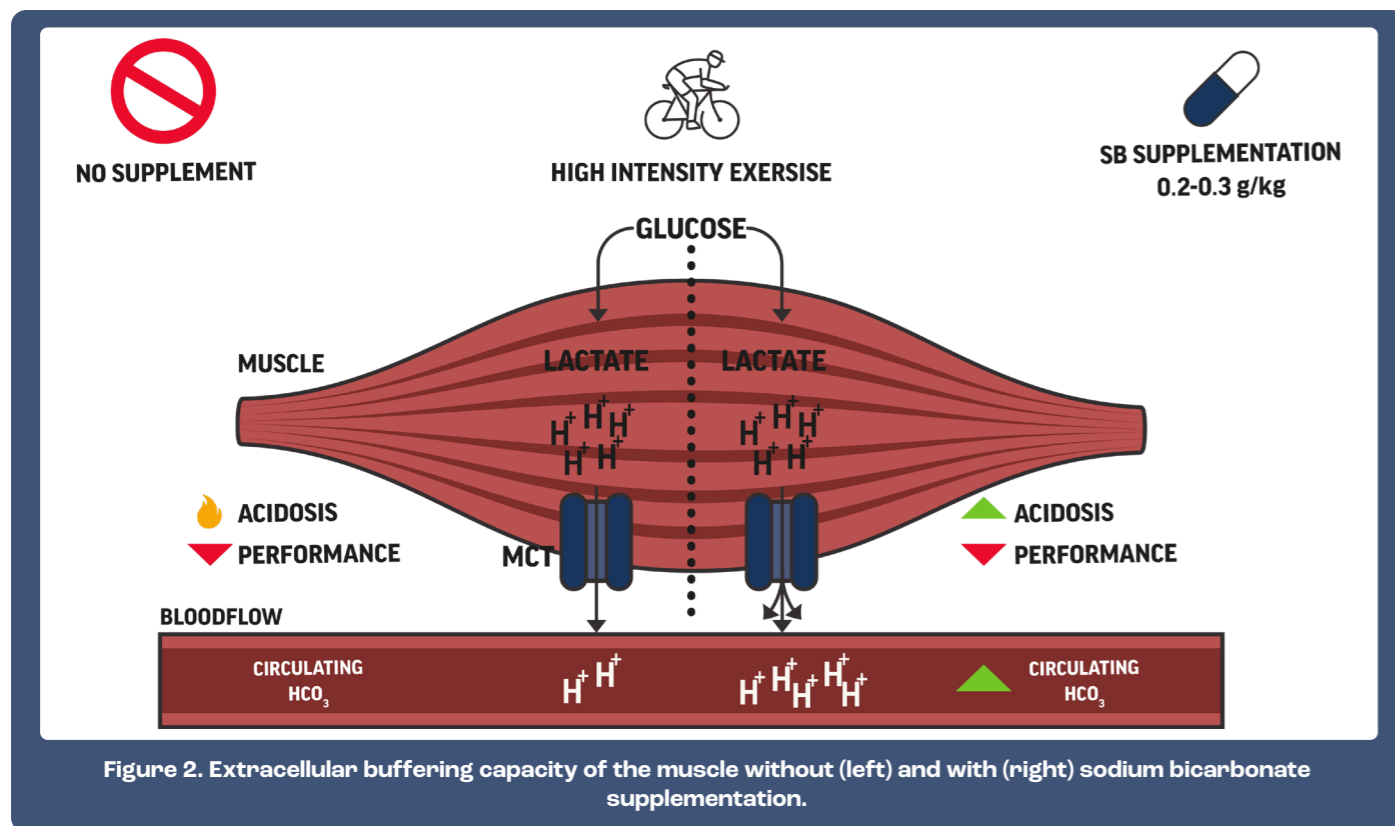 NO SUPPLEMENT
HIGH INTENSITY EXERSISE
SB SUPPLEMENTATION
0.2-0.3 g/kg
GLUCOSE
MUSCLE
LACTATE
LACTATE
H+ H+ H+
H+ H+
H+ H+ H+
H+ H+
ACIDOSIS
PERFORMANCE
MCT
ACIDOSIS
PERFORMANCE
BLOODFLOW
CIRCULATING
HCO3
H+ H+
H+ H+ H+ H+ H+
CIRCULATING
HCO3
Figure 2. Extracellular buffering capacity of the muscle without (left) and with (right) sodium bicarbonate
supplementation.